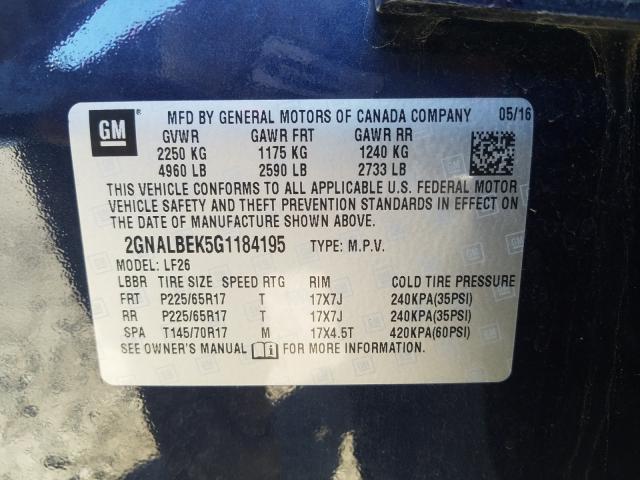 GM ®
MFD BY GENERAL MOTORS OF CANADA COMPANY 05/16
GVWR GAWR FRT GAWR RR
2250 KG 1175 KG 1240 KG
4960 LB 2590 LB 2733 LB
THIS VEHICLE CONFORMS TO ALL APPLICABLE U.S. FEDERAL MOTOR
VEHICLE SAFETY AND THEFT PREVENTION STANDARDS IN EFFECT ON
THE DATE OF MANUFACTURE SHOWN ABOVE.
2GNALBEK5G1184195 TYPE: M.P.V.
MODEL: LF26
LBBR TIRE SIZE SPEED RTG RIM COLD TIRE PRESSURE
FRT P225/65R17 T 17X7J 240KPA(35PSI)
RR P225/65R17 T 17X7J 240KPA(35PSI)
SPA T145/70R17 M 17X4.5T 420KPA(60PSI)
SEE OWNER'S MANUAL FOR MORE INFORMATION.